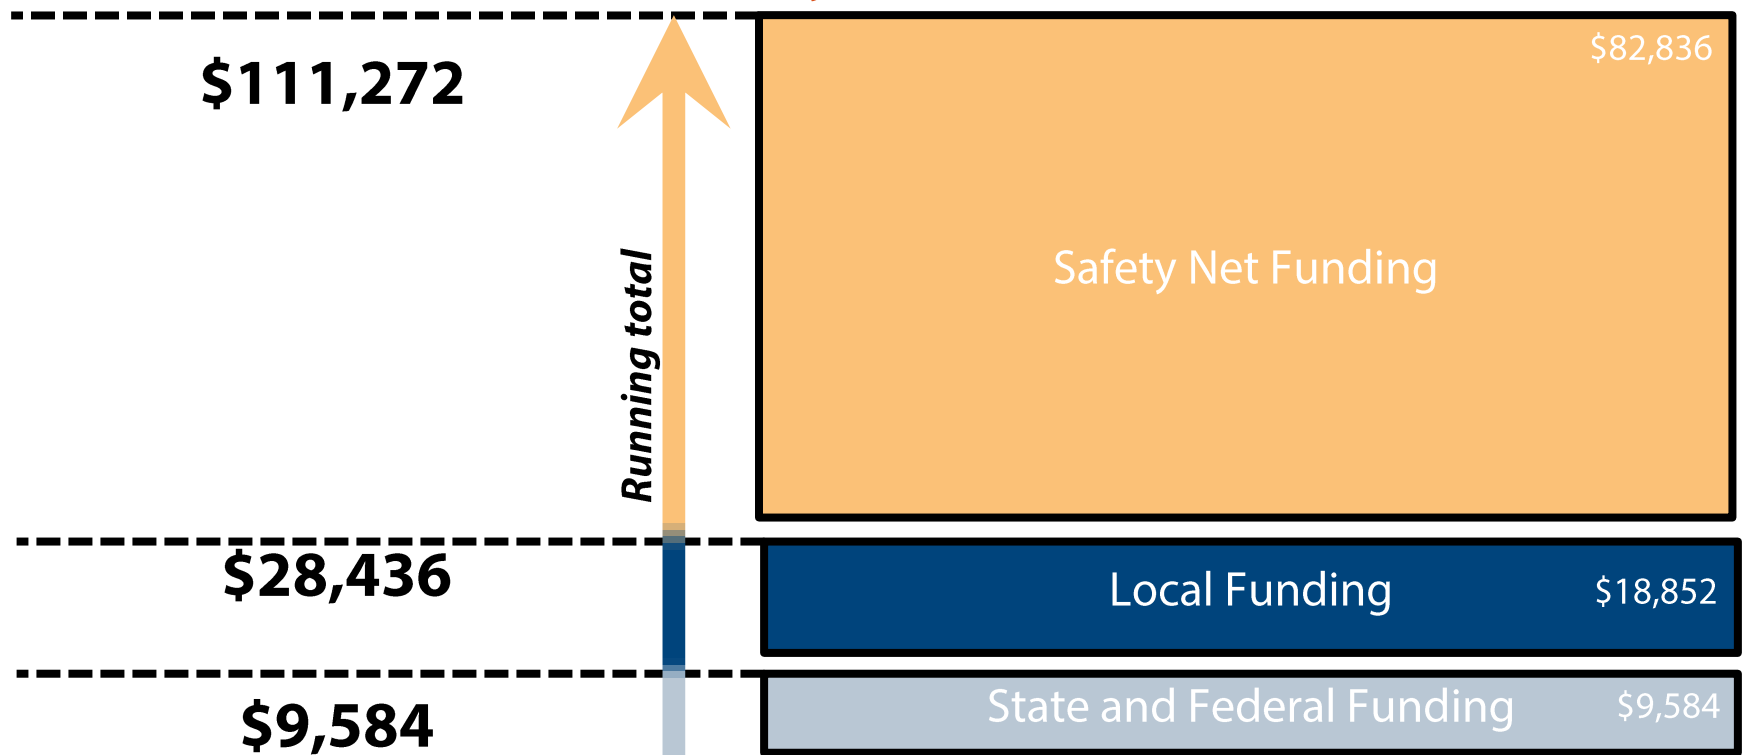 $111,272
$82,836
Running total
Safety Net Funding
$28,436
Local Funding
$18,852
$9,584
State and Federal Funding
$9,584